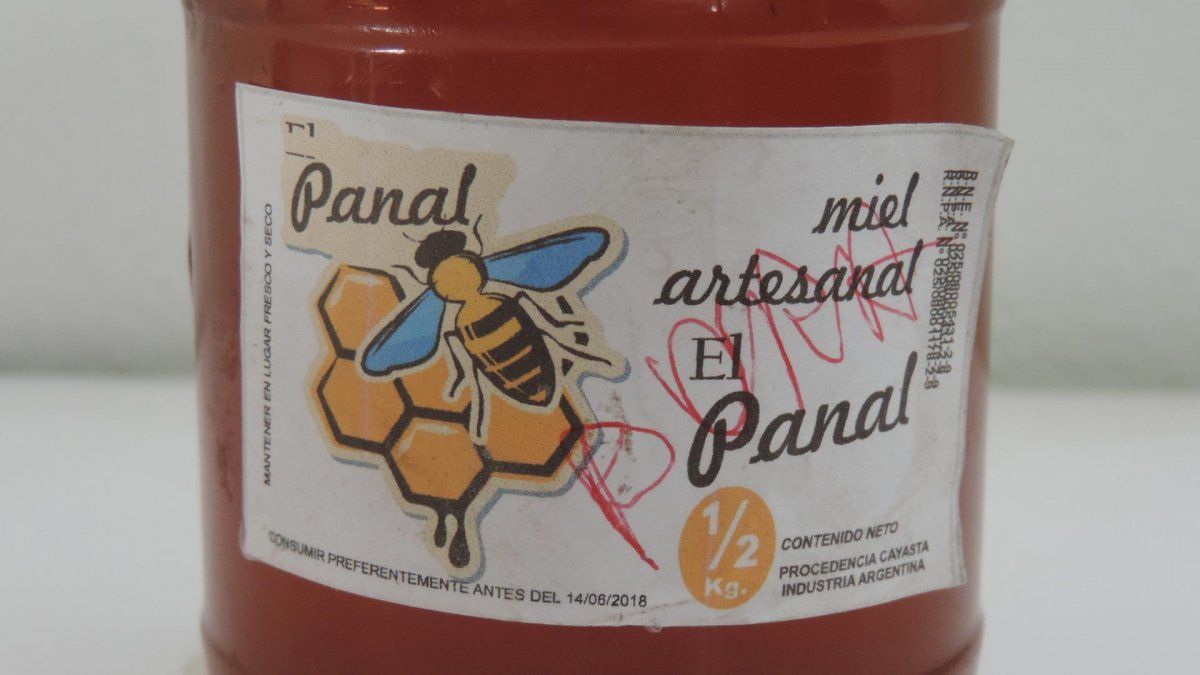 El
Panal
MANTENER EN LUGAR FRESCO Y SECO
miel
artesanal
El
Panal
1/2
Kg.
CONTENIDO NETO
PROCEDENCIA CAYASTA
INDUSTRIA ARGENTINA
CONSUMIR PREFERENTEMENTE ANTES DEL 14/06/2018
R.N.E. N°
R.N.P.A. N°